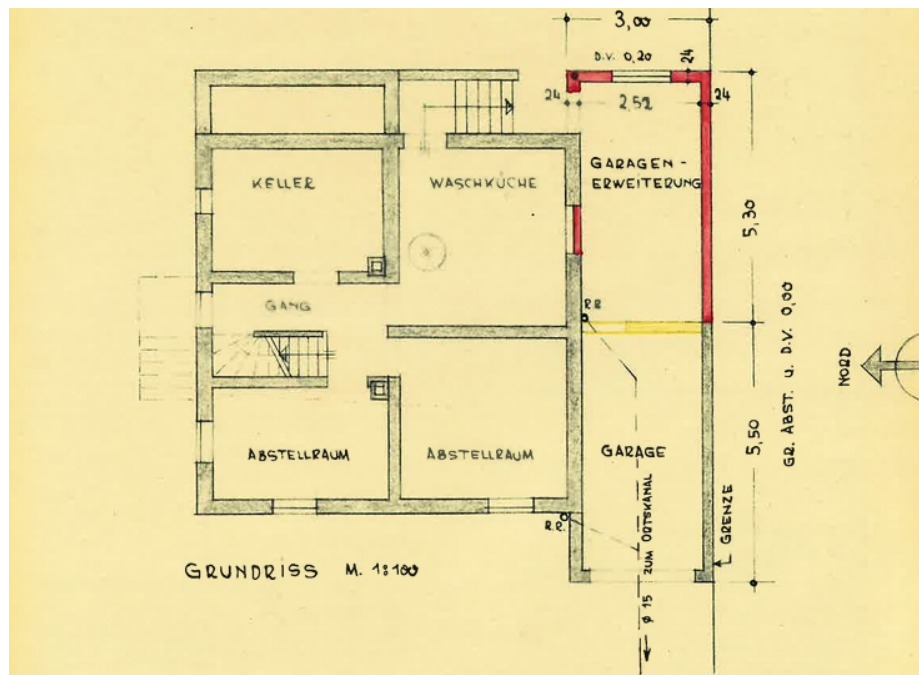 3,00
D.V. 0,20
24
24
2,52
24
KELLER
WASCHKÜCHE
GARAGEN-
ERWEITERUNG
5,30
GANG
RR
GR. ABST. u. D.V. 0,00
NORD
ABSTELLRAUM
ABSTELLRAUM
GARAGE
5,50
R.R.
GRENZE
GRUNDRISS M. 1:100
ø 15 ZUM ORTSKANAL